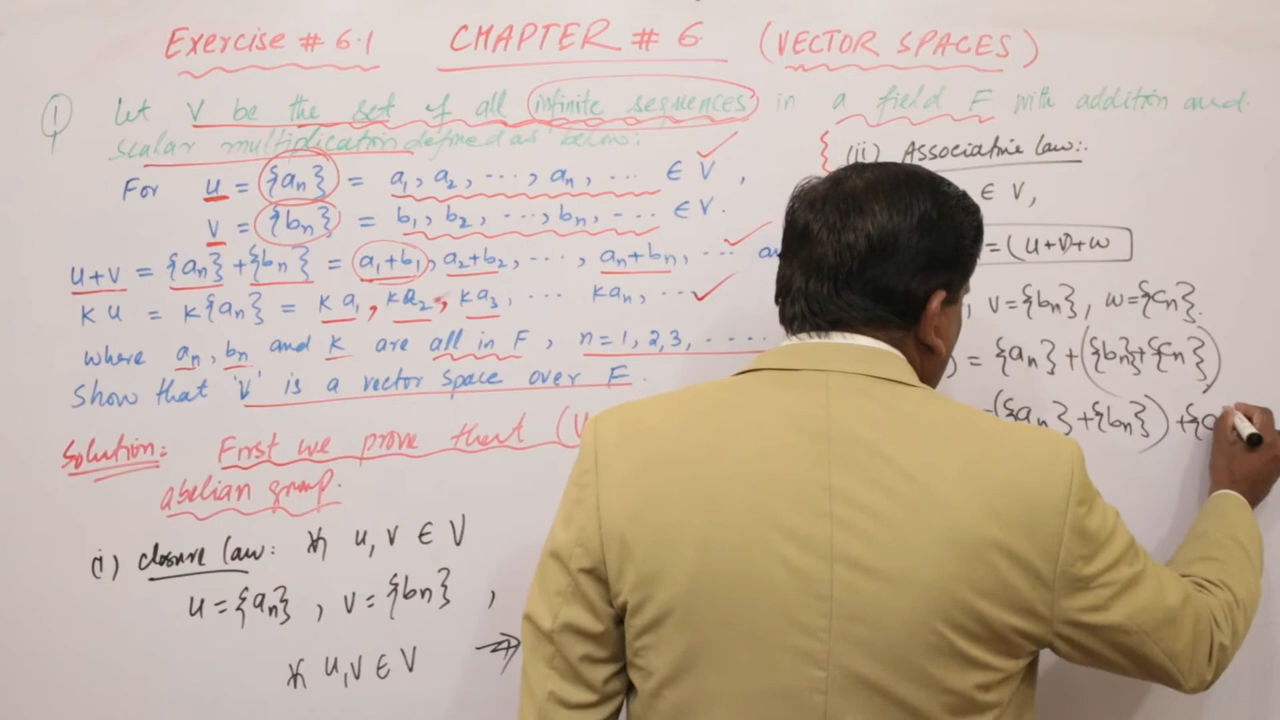 Exercise # 6.1 CHAPTER # 6 (VECTOR SPACES)
Q Let V be the set of all infinite sequences in a field F with addition and
scalar multiplication defined as below:
For u = {an} = a1, a2, ..., an, ... ∈ V,
v = {bn} = b1, b2, ..., bn, ... ∈ V.
u+v = {an}+{bn} = a1+b1, a2+b2, ..., an+bn, ...
K u = K{an} = Ka1, Ka2, Ka3, ... Kan, ...
where an, bn and K are all in F, n=1,2,3, .....
Show that 'V' is a vector space over F.
Solution: First we prove that (V
abelian group.
(i) closure law: ∀ u, v ∈ V
u={an}, v={bn},
∀ u,v ∈ V ⇒
(ii) Associative law:
∈ V,
=(u+v)+w
, v={bn}, w={cn}.
) = {an}+({bn}+{cn})
({an}+{bn})+{c